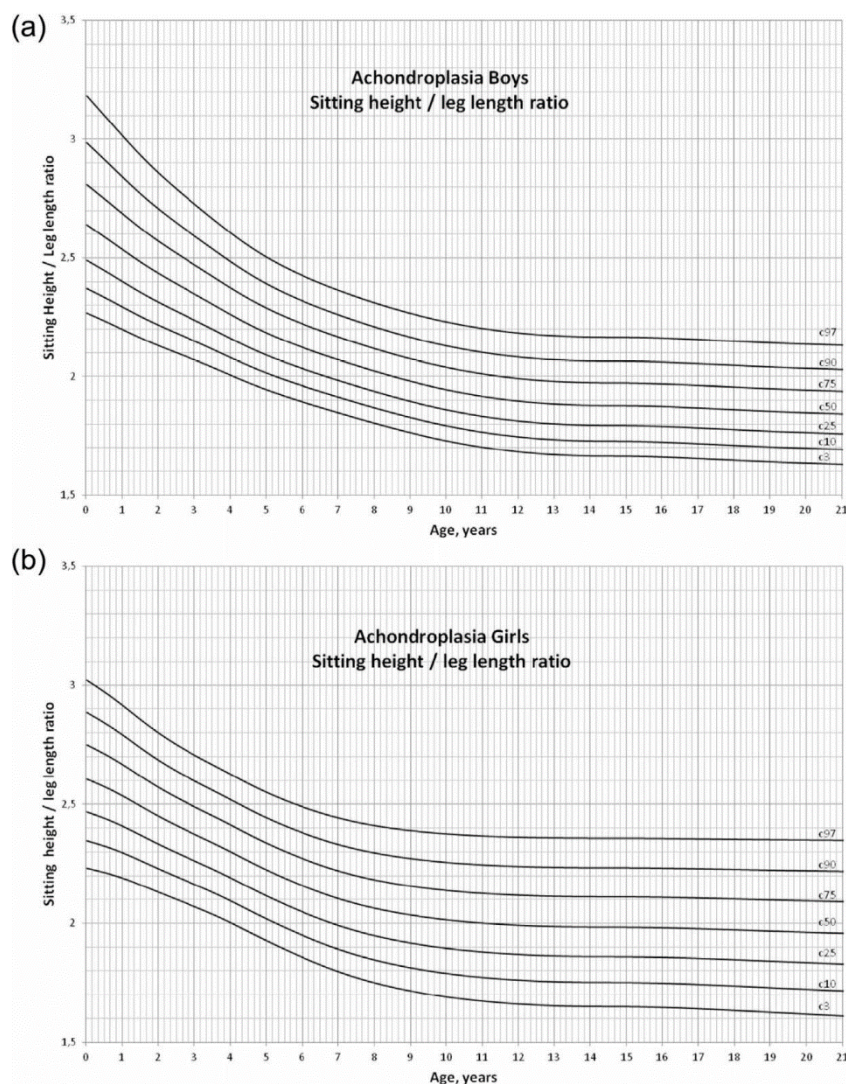 (a)
Achondroplasia Boys
Sitting height / leg length ratio
Sitting Height / Leg length ratio
3,5
3
2,5
2
1,5
c97
c90
c75
c50
c25
c10
c3
0 1 2 3 4 5 6 7 8 9 10 11 12 13 14 15 16 17 18 19 20 21
Age, years
(b)
Achondroplasia Girls
Sitting height / leg length ratio
Sitting height / leg length ratio
3,5
3
2,5
2
1,5
c97
c90
c75
c50
c25
c10
c3
0 1 2 3 4 5 6 7 8 9 10 11 12 13 14 15 16 17 18 19 20 21
Age, years